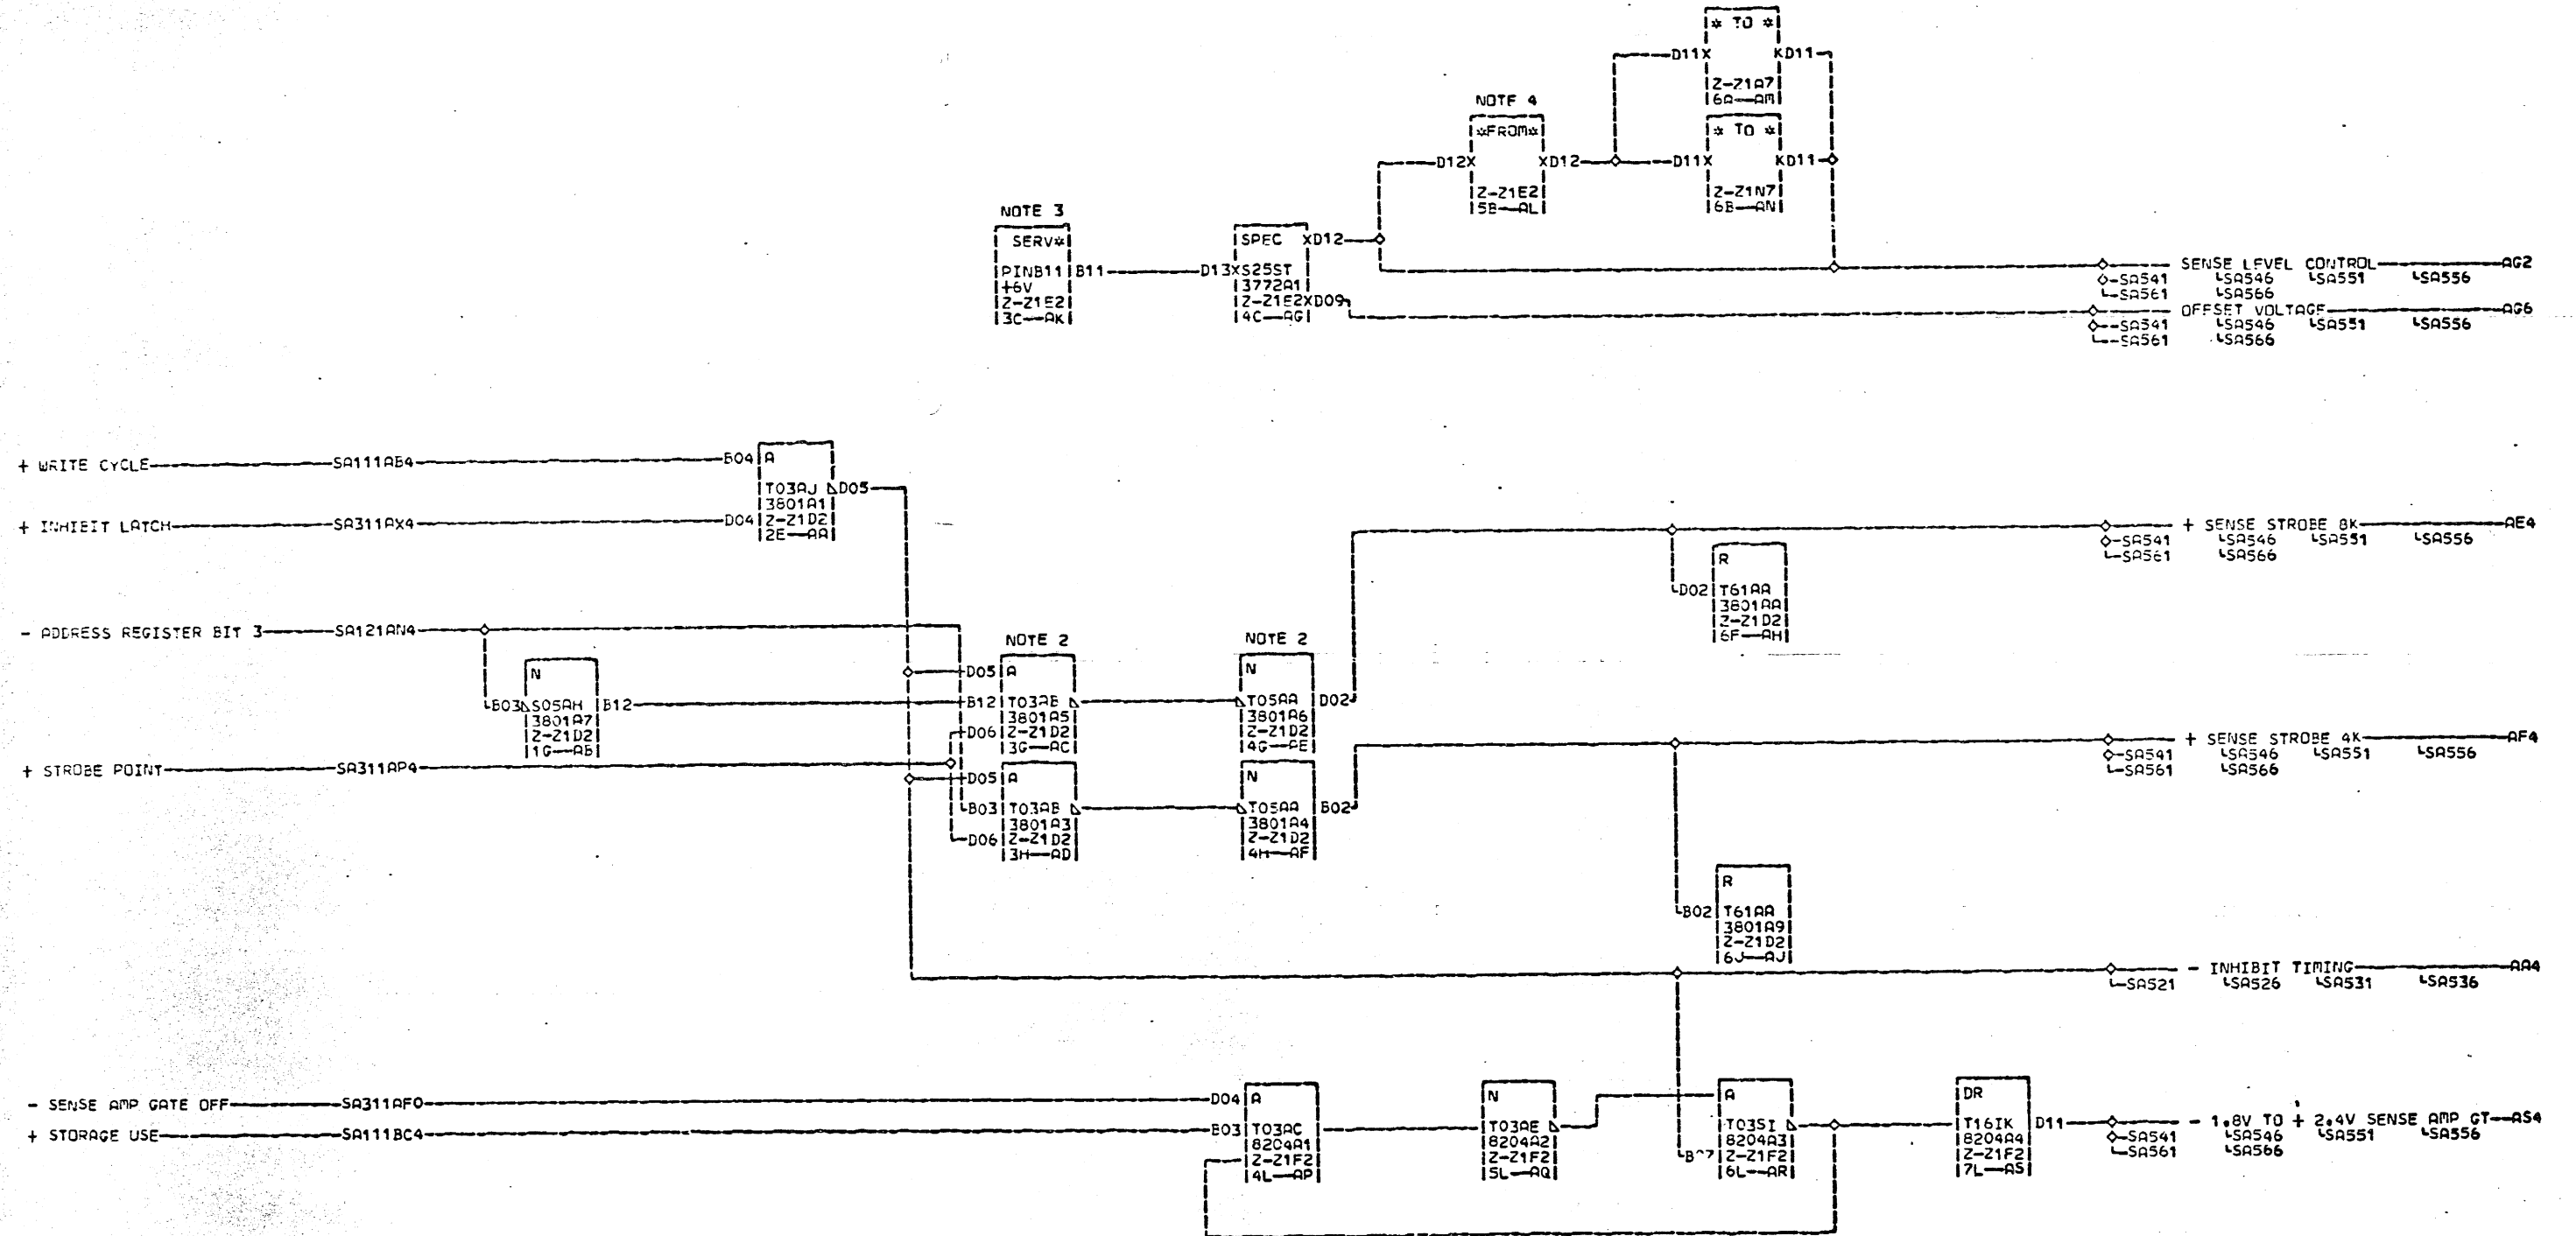 * TO *
D11X KD11
Z-Z1A7
6A—AM
NOTE 4
*FROM*
D12X XD12
Z-Z1E2
5B—AL
* TO *
D11X KD11
Z-Z1N7
6B—AN
NOTE 3
SERV*
PINB11 B11
+6V
Z-Z1E2
3C—AK
SPEC XD12
D13XS25ST
3772A1
Z-Z1E2XD09
4C—AG
SENSE LEVEL CONTROL AG2
SA541 SA546 SA551 SA556
SA561 SA566
OFFSET VOLTAGE AG6
SA541 SA546 SA551 SA556
SA561 SA566
+ WRITE CYCLE SA111AB4 B04 A
T03AJ D05
3801A1
+ INHIBIT LATCH SA311AX4 D04 Z-Z1D2
2E—AA
+ SENSE STROBE 8K AE4
SA541 SA546 SA551 SA556
SA561 SA566
R
D02 T61AA
3801AA
Z-Z1D2
6F—AH
- ADDRESS REGISTER BIT 3 SA121AN4
N
B03 S05AH B12
3801A7
Z-Z1D2
1G—AB
NOTE 2
D05 A
B12 T03AB
3801A5
D06 Z-Z1D2
3G—AC
NOTE 2
N
T05AA D02
3801A6
Z-Z1D2
4G—AE
+ STROBE POINT SA311AP4
D05 A
B03 T03AB
3801A3
D06 Z-Z1D2
3H—AD
N
T05AA B02
3801A4
Z-Z1D2
4H—AF
+ SENSE STROBE 4K AF4
SA541 SA546 SA551 SA556
SA561 SA566
R
B02 T61AA
3801A9
Z-Z1D2
6J—AJ
- INHIBIT TIMING AA4
SA521 SA526 SA531 SA536
- SENSE AMP GATE OFF SA311AF0 D04 A
+ STORAGE USE SA111BC4 B03 T03AC
8204A1
Z-Z1F2
4L—AP
N
T03AE
8204A2
Z-Z1F2
5L—AQ
A
T03SI
8204A3
Z-Z1F2
6L—AR
DR
T16IK D11
8204A4
Z-Z1F2
7L—AS
- 1.8V TO + 2.4V SENSE AMP GT AS4
SA541 SA546 SA551 SA556
SA561 SA566